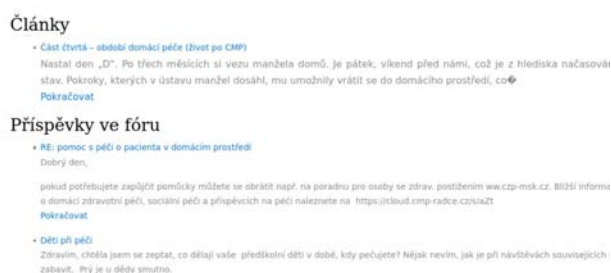 Články
Část čtvrtá – období domácí péče (život po CMP)
Nastal den „D“. Po třech měsících si vezu manžela domů. Je pátek, víkend před námi, což je z hlediska načasován
stav. Pokroky, kterých v ústavu manžel dosáhl, mu umožnily vrátit se do domácího prostředí, co�
Pokračovat
Příspěvky ve fóru
RE: pomoc s péčí o pacienta v domácím prostředí
Dobrý den,
pokud potřebujete zapůjčit pomůcky můžete se obrátit např. na poradnu pro osoby se zdrav. postižením ww.czp-msk.cz. Bližší informa
o domácí zdravotní péči, sociální péči a příspěvcích na péči naleznete na https://cloud.cmp-radce.cz/s/aZt
Pokračovat
Děti při péči
Zdravím, chtěla jsem se zeptat, co dělají vaše předškolní děti v době, kdy pečujete? Nějak nevím, jak je při návštěvách souvisejících
zabavit. Prý je u dědy smutno.